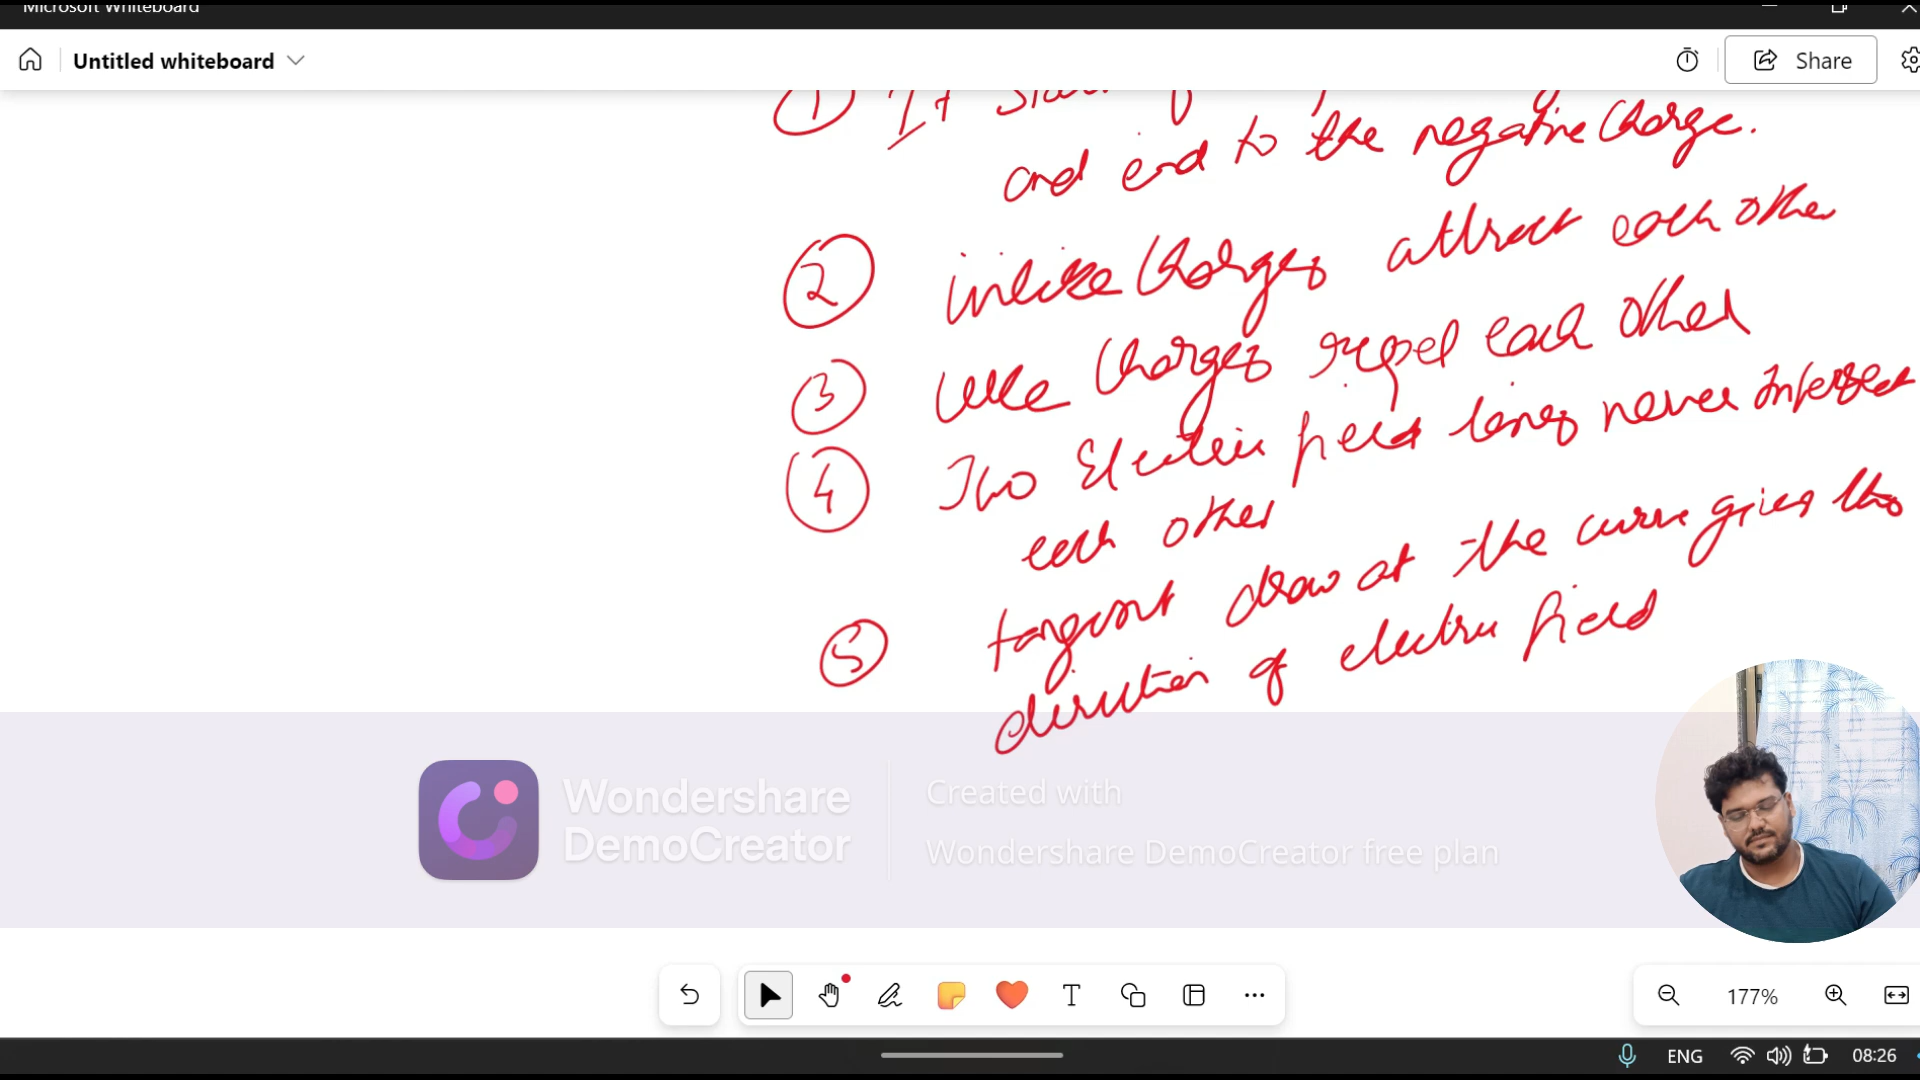 Microsoft Whiteboard
Untitled whiteboard
Share
① It
and end to the negative charge.
② unlike charges attract each other
③ like charges repel each other
④ Two Electric field lines never intersect
each other
⑤ tangent draw at the curve gives the
direction of electric field
Wondershare
DemoCreator
Created with
Wondershare DemoCreator free plan
177%
ENG
08:26